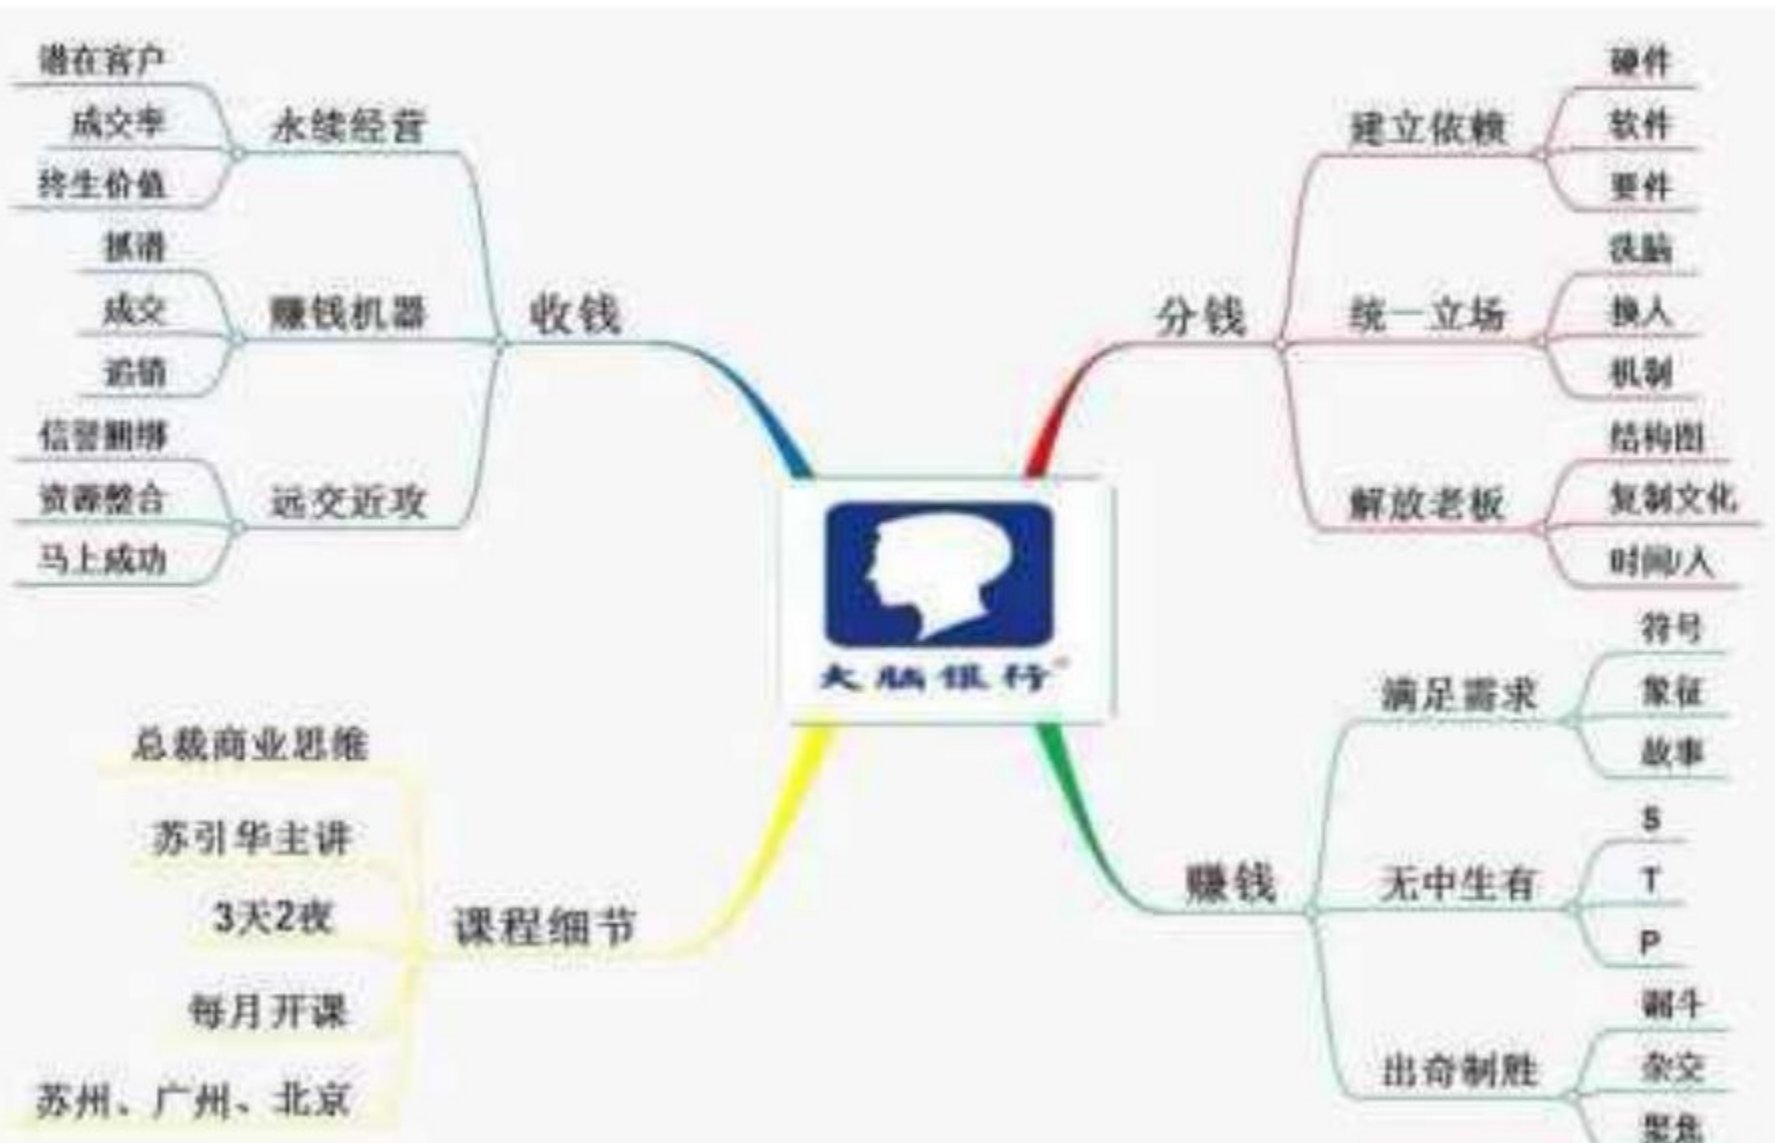 潜在客户
成交率
终生价值
永续经营
抓潜
成交
追销
赚钱机器
信誉捆绑
资源整合
马上成功
远交近攻
收钱
分钱
建立依赖
硬件
软件
要件
统一立场
洗脑
换人
机制
解放老板
结构图
复制文化
时间/人
大脑银行
赚钱
满足需求
符号
象征
故事
无中生有
S
T
P
出奇制胜
漏斗
杂交
聚焦
课程细节
总裁商业思维
苏引华主讲
3天2夜
每月开课
苏州、广州、北京